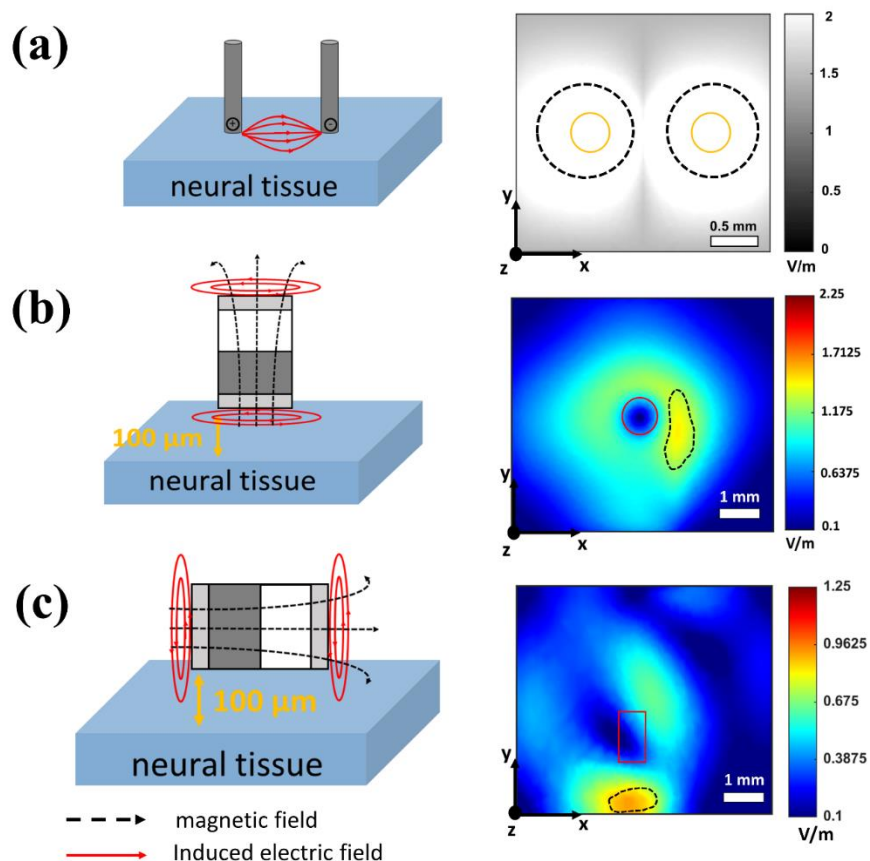 (a)
+
-
neural tissue
y
z
x
0.5 mm
2
1.5
1
0.5
0
V/m
(b)
100 µm
neural tissue
y
z
x
1 mm
2.25
1.7125
1.175
0.6375
0.1
V/m
(c)
100 µm
neural tissue
y
z
x
1 mm
1.25
0.9625
0.675
0.3875
0.1
V/m
magnetic field
Induced electric field